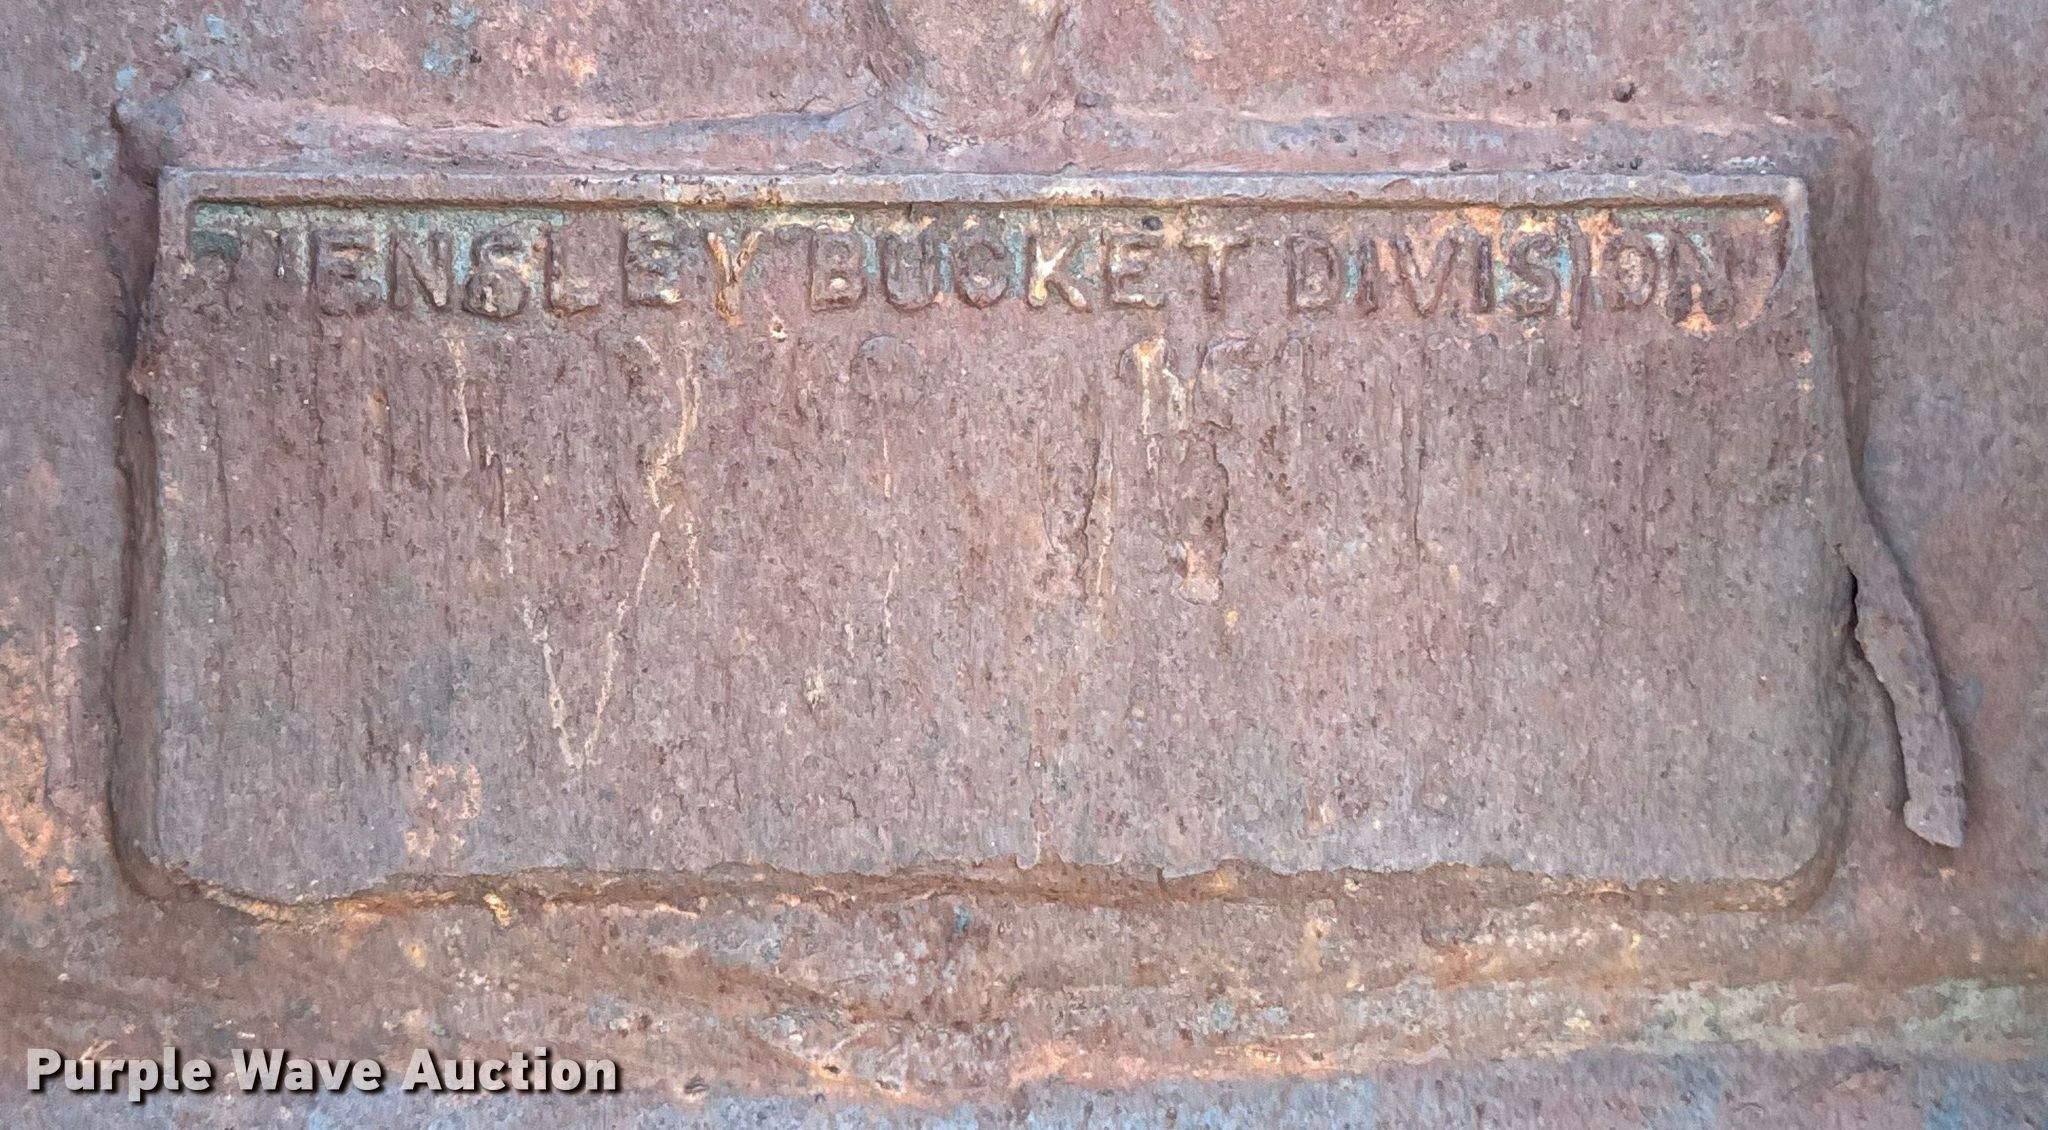 HENSLEY BUCKET DIVISION
Purple Wave Auction